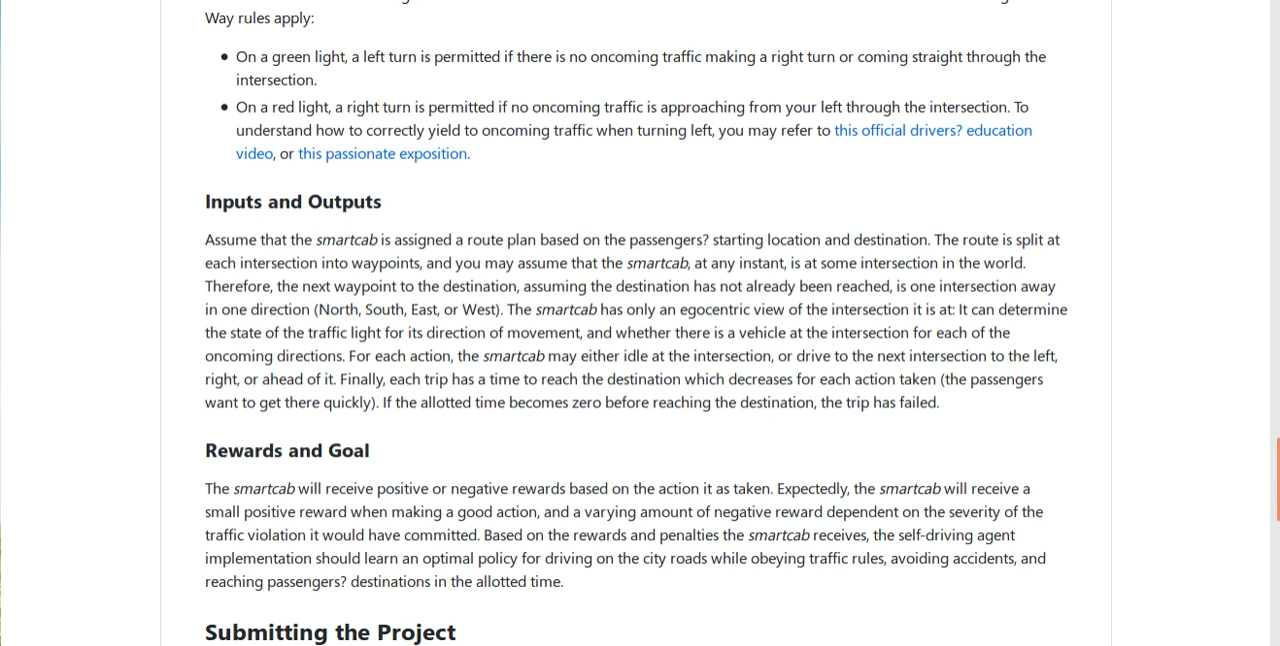 Way rules apply:
On a green light, a left turn is permitted if there is no oncoming traffic making a right turn or coming straight through the
intersection.
On a red light, a right turn is permitted if no oncoming traffic is approaching from your left through the intersection. To
understand how to correctly yield to oncoming traffic when turning left, you may refer to this official drivers? education
video, or this passionate exposition.
Inputs and Outputs
Assume that the smartcab is assigned a route plan based on the passengers? starting location and destination. The route is split at
each intersection into waypoints, and you may assume that the smartcab, at any instant, is at some intersection in the world.
Therefore, the next waypoint to the destination, assuming the destination has not already been reached, is one intersection away
in one direction (North, South, East, or West). The smartcab has only an egocentric view of the intersection it is at: It can determine
the state of the traffic light for its direction of movement, and whether there is a vehicle at the intersection for each of the
oncoming directions. For each action, the smartcab may either idle at the intersection, or drive to the next intersection to the left,
right, or ahead of it. Finally, each trip has a time to reach the destination which decreases for each action taken (the passengers
want to get there quickly). If the allotted time becomes zero before reaching the destination, the trip has failed.
Rewards and Goal
The smartcab will receive positive or negative rewards based on the action it as taken. Expectedly, the smartcab will receive a
small positive reward when making a good action, and a varying amount of negative reward dependent on the severity of the
traffic violation it would have committed. Based on the rewards and penalties the smartcab receives, the self-driving agent
implementation should learn an optimal policy for driving on the city roads while obeying traffic rules, avoiding accidents, and
reaching passengers? destinations in the allotted time.
Submitting the Project